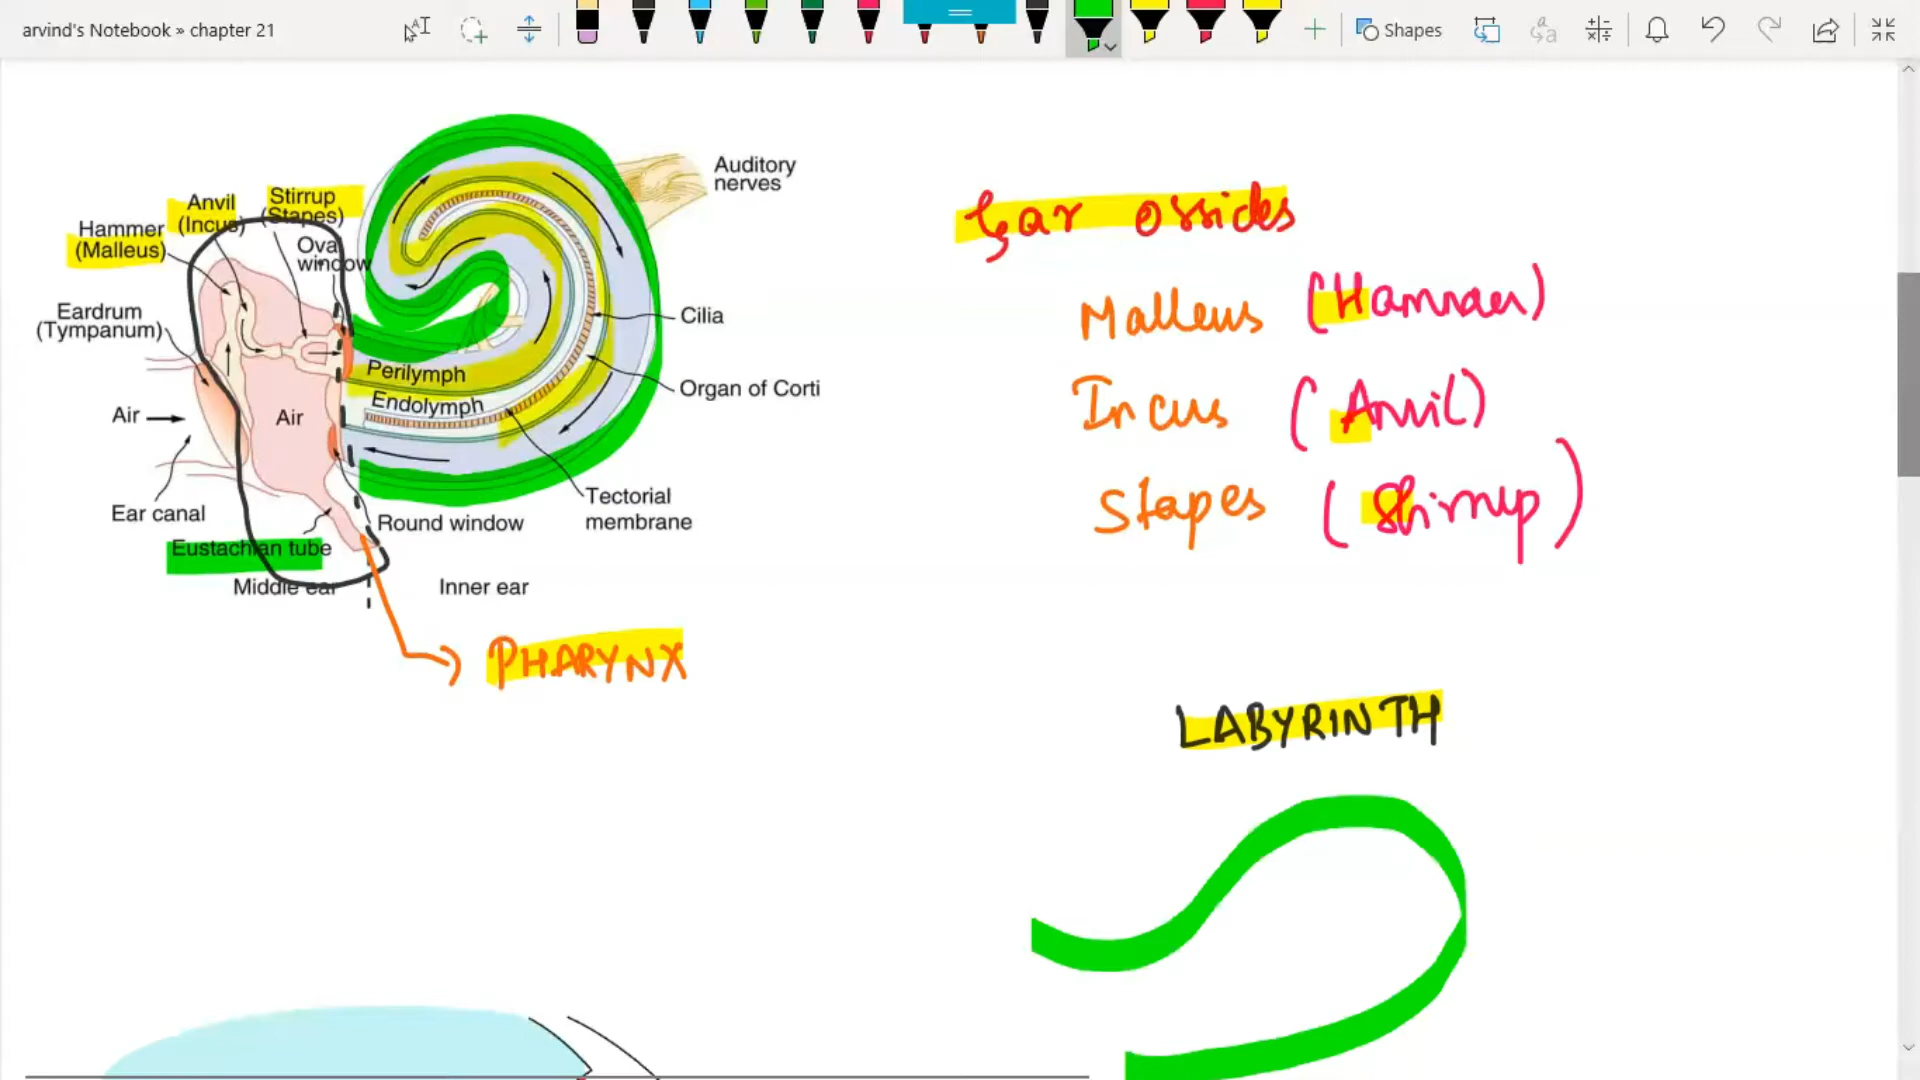 arvind's Notebook » chapter 21
Shapes
Auditory
nerves
Stirrup
(Stapes)
Anvil
(Incus)
Hammer
(Malleus)
Oval
window
Eardrum
(Tympanum)
Cilia
Perilymph
Endolymph
Organ of Corti
Air
Air
Tectorial
membrane
Ear canal
Round window
Eustachian tube
Middle ear
Inner ear
PHARYNX
Ear ossicles
Malleus (Hammer)
Incus (Anvil)
Stapes (Stirrup)
LABYRINTH